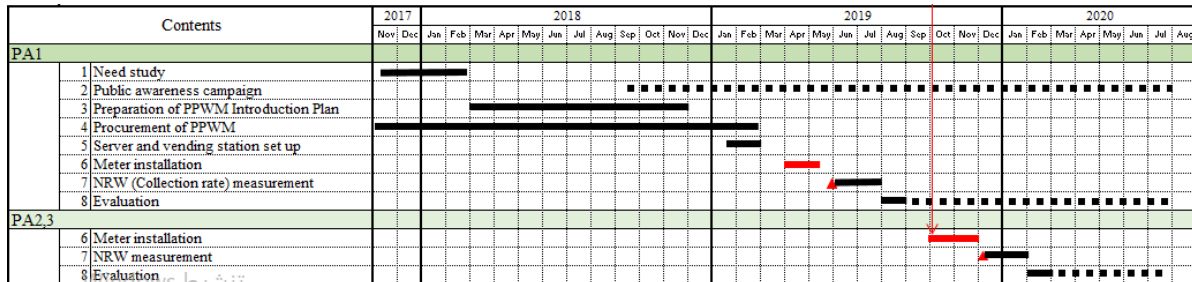 Contents 2017 2018 2019 2020
Nov Dec Jan Feb Mar Apr May Jun Jul Aug Sep Oct Nov Dec Jan Feb Mar Apr May Jun Jul Aug Sep Oct Nov Dec Jan Feb Mar Apr May Jun Jul Aug
PA1
1 Need study
2 Public awareness campaign
3 Preparation of PPWM Introduction Plan
4 Procurement of PPWM
5 Server and vending station set up
6 Meter installation
7 NRW (Collection rate) measurement
8 Evaluation
PA2,3
6 Meter installation
7 NRW measurement
8 Evaluation